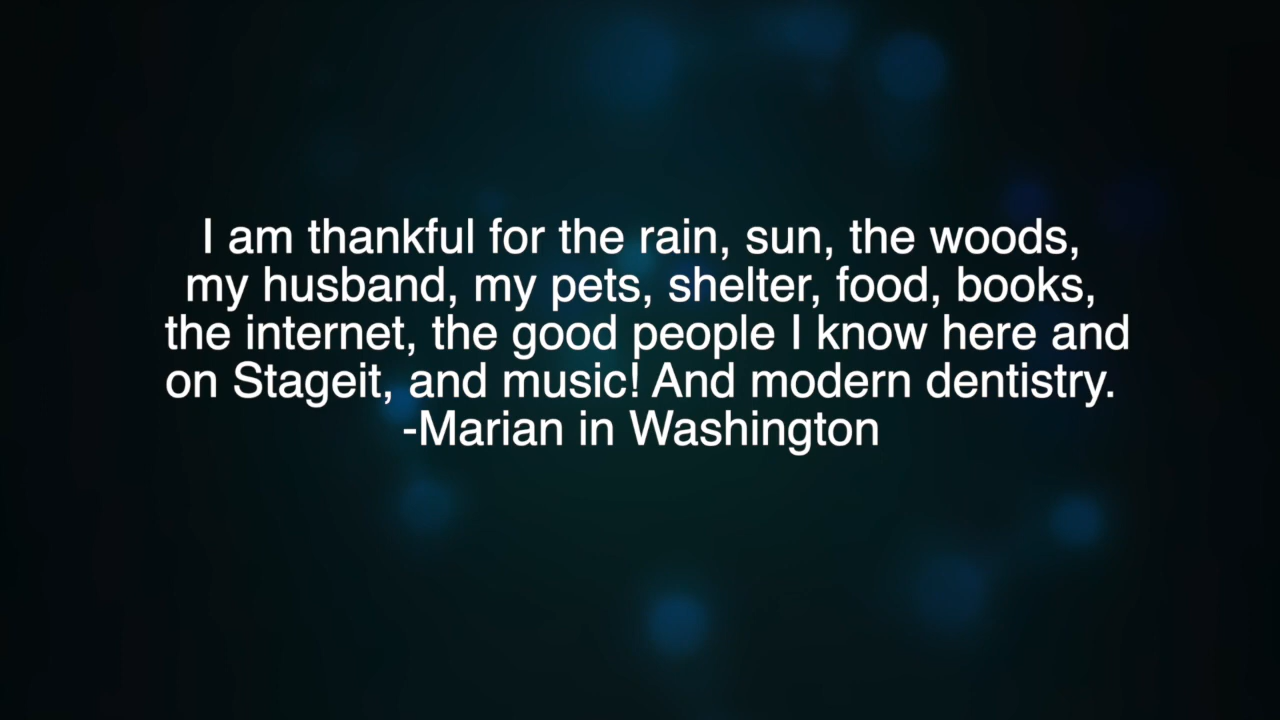 I am thankful for the rain, sun, the woods,
my husband, my pets, shelter, food, books,
the internet, the good people I know here and
on Stageit, and music! And modern dentistry.
-Marian in Washington